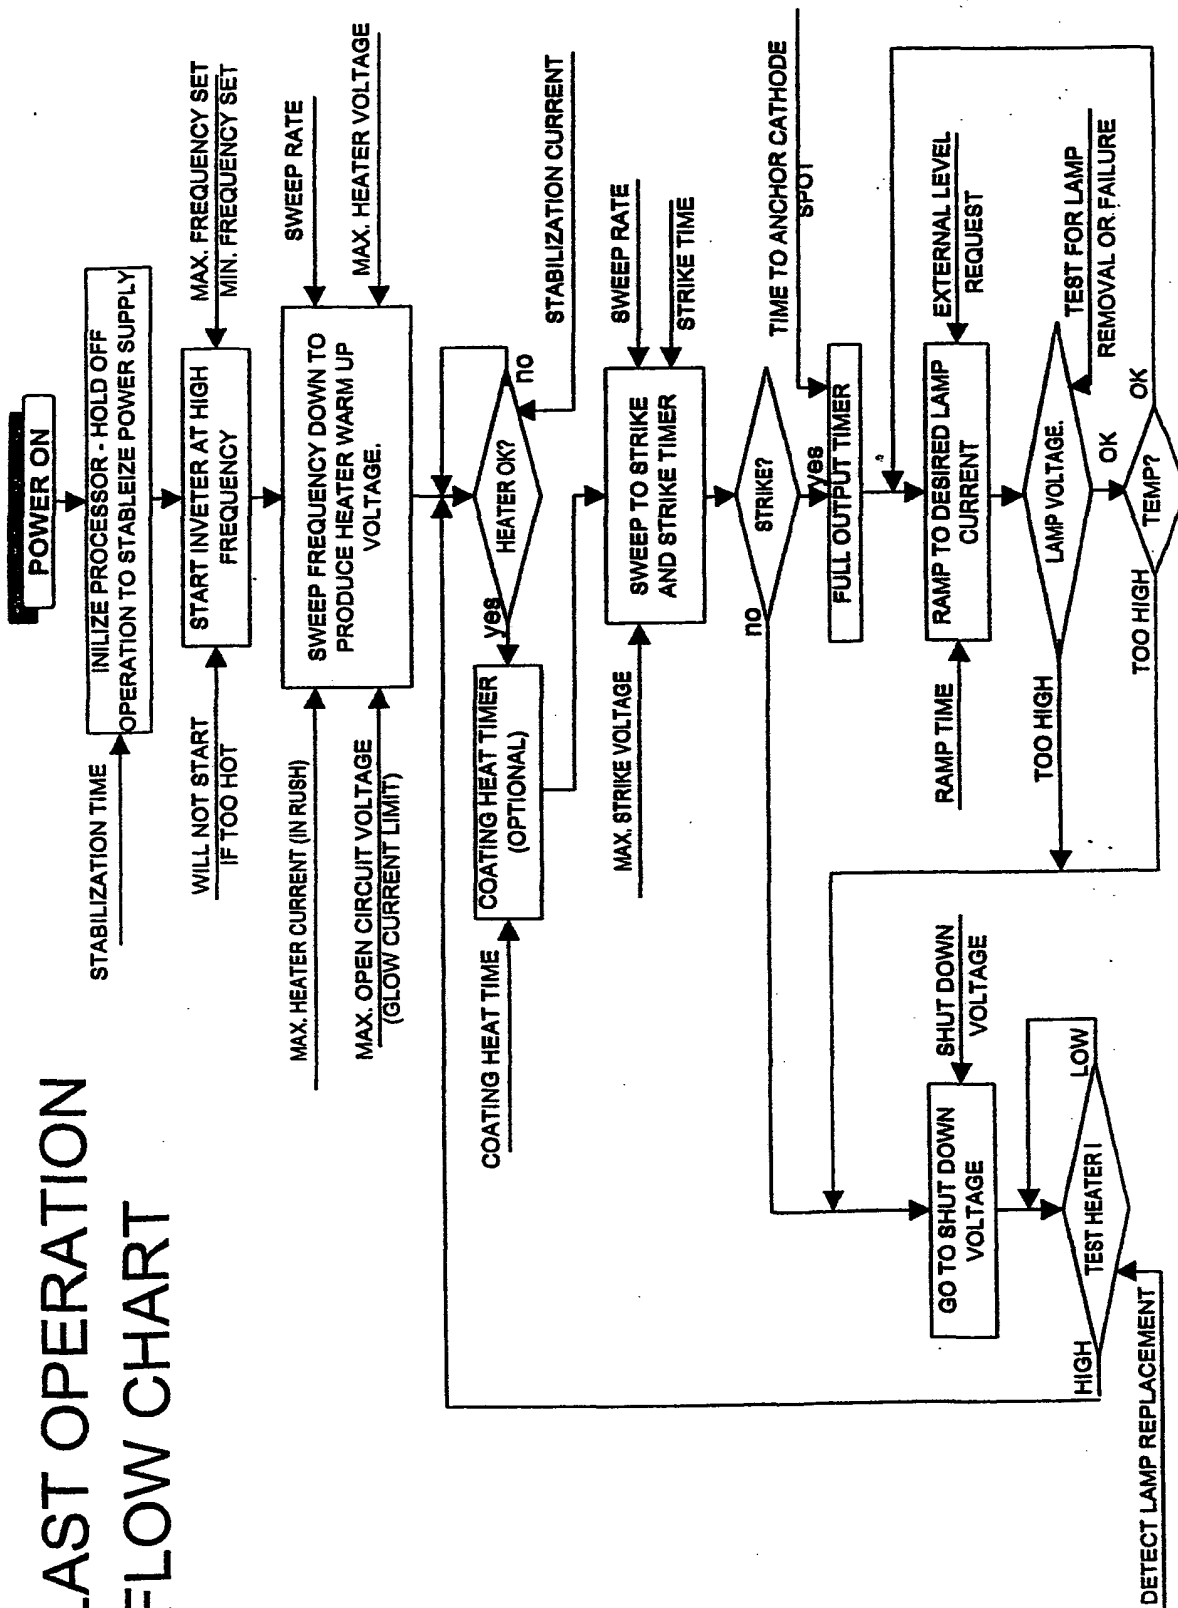 LAST OPERATION
FLOW CHART
POWER ON
STABILIZATION TIME
INILIZE PROCESSOR - HOLD OFF
OPERATION TO STABLEIZE POWER SUPPLY
WILL NOT START
IF TOO HOT
START INVETER AT HIGH
FREQUENCY
MAX. FREQUENCY SET
MIN. FREQUENCY SET
MAX. HEATER CURRENT (IN RUSH)
MAX. OPEN CIRCUIT VOLTAGE
(GLOW CURRENT LIMIT)
SWEEP FREQUENCY DOWN TO
PRODUCE HEATER WARM UP
VOLTAGE.
SWEEP RATE
MAX. HEATER VOLTAGE
COATING HEAT TIME
COATING HEAT TIMER
(OPTIONAL)
yes
HEATER OK?
no
STABILIZATION CURRENT
MAX. STRIKE VOLTAGE
SWEEP TO STRIKE
AND STRIKE TIMER
SWEEP RATE
STRIKE TIME
no
STRIKE?
yes
TIME TO ANCHOR CATHODE
SPOT
FULL OUTPUT TIMER
RAMP TIME
RAMP TO DESIRED LAMP
CURRENT
EXTERNAL LEVEL
REQUEST
TOO HIGH
LAMP VOLTAGE.
OK
TEST FOR LAMP
REMOVAL OR FAILURE
TOO HIGH
TEMP?
OK
GO TO SHUT DOWN
VOLTAGE
SHUT DOWN
VOLTAGE
HIGH
TEST HEATER I
LOW
DETECT LAMP REPLACEMENT